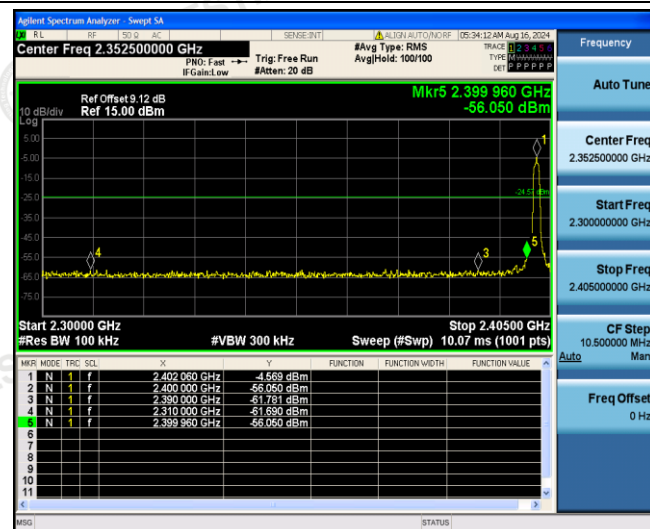 Agilent Spectrum Analyzer - Swept SA
RL RF 50 Ω AC SENSE:INT ALIGN AUTO/NO RF 05:34:12 AM Aug 16, 2024
Center Freq 2.352500000 GHz
PNO: Fast
IFGain:Low
Trig: Free Run
#Atten: 20 dB
#Avg Type: RMS
Avg|Hold: 100/100
TRACE 1 2 3 4 5 6
TYPE M
DET P P P P P P
Ref Offset 9.12 dB
Ref 15.00 dBm
10 dB/div
Log
Mkr5 2.399 960 GHz
-56.050 dBm
5.00
-5.00
-15.0
-25.0
-35.0
-45.0
-55.0
-65.0
-75.0
-24.57 dBm
1
4
3
5
Start 2.30000 GHz Stop 2.40500 GHz
#Res BW 100 kHz #VBW 300 kHz Sweep (#Swp) 10.07 ms (1001 pts)
MKR MODE TRC SCL X Y FUNCTION FUNCTION WIDTH FUNCTION VALUE
1 N 1 f 2.402 060 GHz -4.569 dBm
2 N 1 f 2.400 000 GHz -56.050 dBm
3 N 1 f 2.390 000 GHz -61.781 dBm
4 N 1 f 2.310 000 GHz -61.690 dBm
5 N 1 f 2.399 960 GHz -56.050 dBm
6
7
8
9
10
11
MSG STATUS
Frequency
Auto Tune
Center Freq
2.352500000 GHz
Start Freq
2.300000000 GHz
Stop Freq
2.405000000 GHz
CF Step
10.500000 MHz
Auto Man
Freq Offset
0 Hz